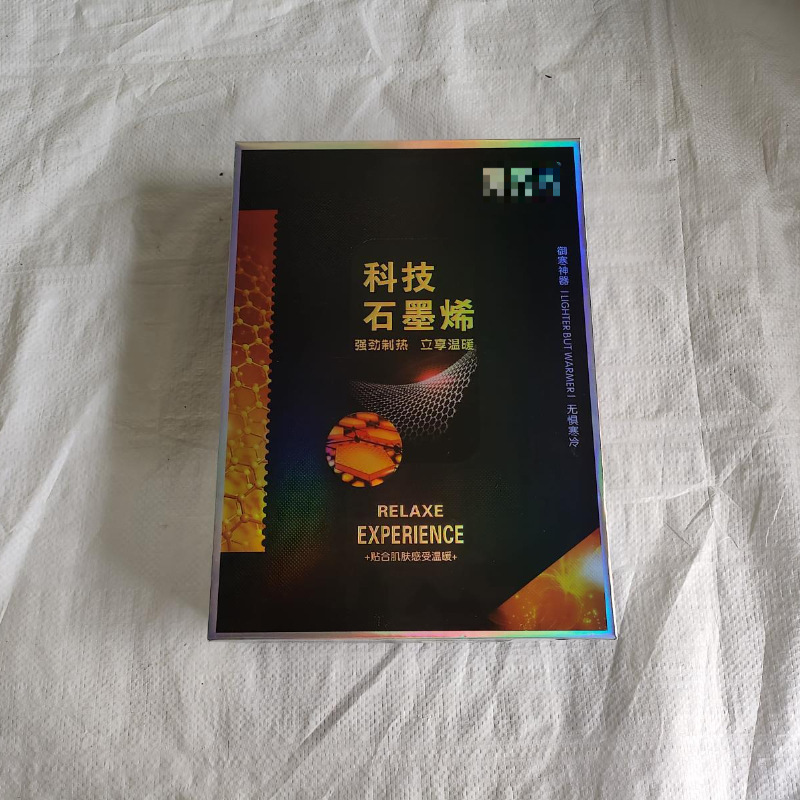 科技
石墨烯
强劲制热 立享温暖
御寒神器 | LIGHTER BUT WARMER | 无惧寒冷
RELAXE
EXPERIENCE
+贴合肌肤感受温暖+